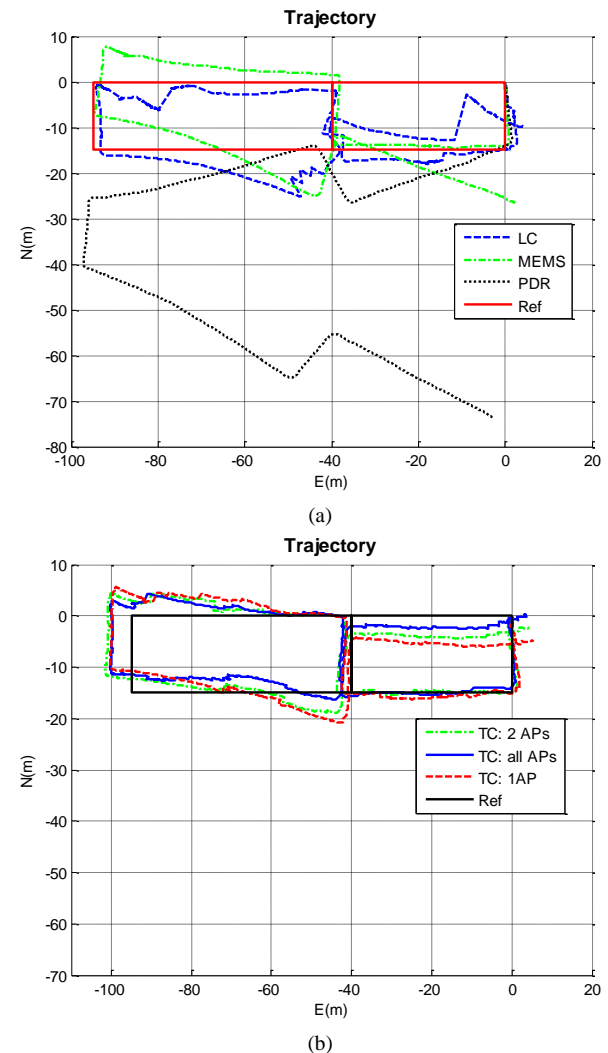 Trajectory
10
0
-10
-20
-30
-40
-50
-60
-70
-80
N(m)
LC
MEMS
PDR
Ref
-100 -80 -60 -40 -20 0 20
E(m)
(a)
Trajectory
10
0
-10
-20
-30
-40
-50
-60
-70
N(m)
TC: 2 APs
TC: all APs
TC: 1AP
Ref
-100 -80 -60 -40 -20 0 20
E(m)
(b)